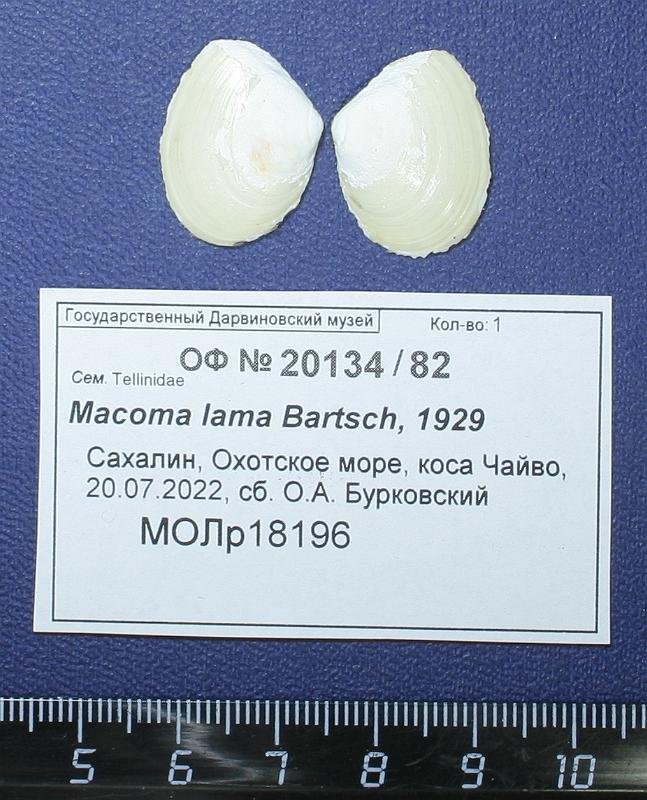 Государственный Дарвиновский музей
Кол-во: 1
ОФ № 20134 / 82
Сем. Tellinidae
Macoma lama Bartsch, 1929
Сахалин, Охотское море, коса Чайво,
20.07.2022, сб. О.А. Бурковский
МОЛр18196
5 6 7 8 9 10